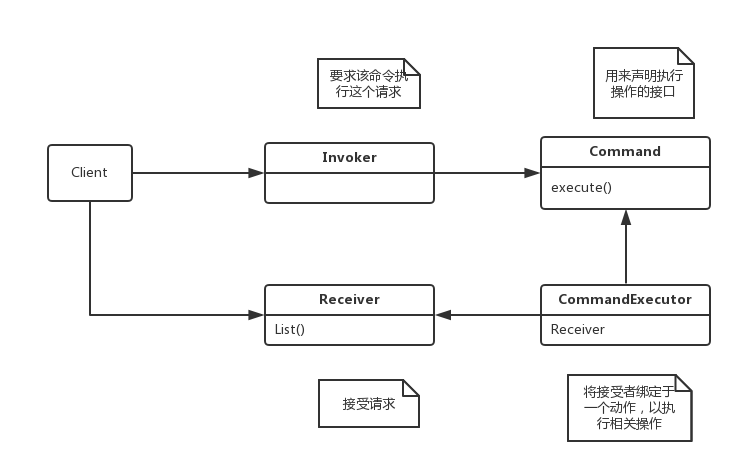 要求该命令执
行这个请求
用来声明执行
操作的接口
Client
Invoker
Command
execute()
Receiver
List()
CommandExecutor
Receiver
接受请求
将接受者绑定于
一个动作，以执
行相关操作